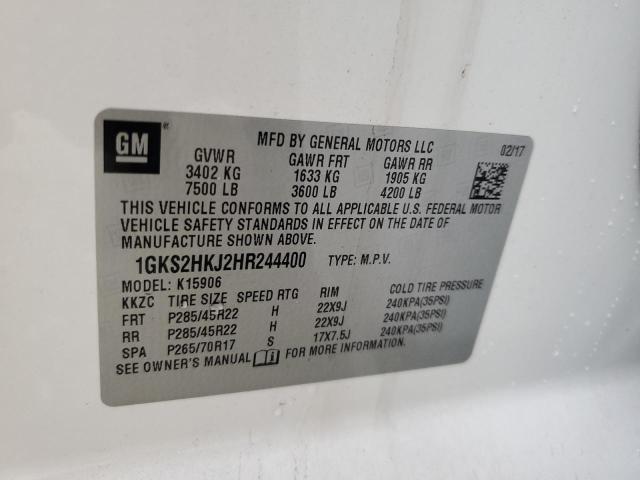 GM
MFD BY GENERAL MOTORS LLC 02/17
GVWR GAWR FRT GAWR RR
3402 KG 1633 KG 1905 KG
7500 LB 3600 LB 4200 LB
THIS VEHICLE CONFORMS TO ALL APPLICABLE U.S. FEDERAL MOTOR
VEHICLE SAFETY STANDARDS IN EFFECT ON THE DATE OF
MANUFACTURE SHOWN ABOVE.
1GKS2HKJ2HR244400 TYPE: M.P.V.
MODEL: K15906
KKZC TIRE SIZE SPEED RTG RIM COLD TIRE PRESSURE
FRT P285/45R22 H 22X9J 240KPA(35PSI)
RR P285/45R22 H 22X9J 240KPA(35PSI)
SPA P265/70R17 S 17X7.5J 240KPA(35PSI)
SEE OWNER'S MANUAL FOR MORE INFORMATION.